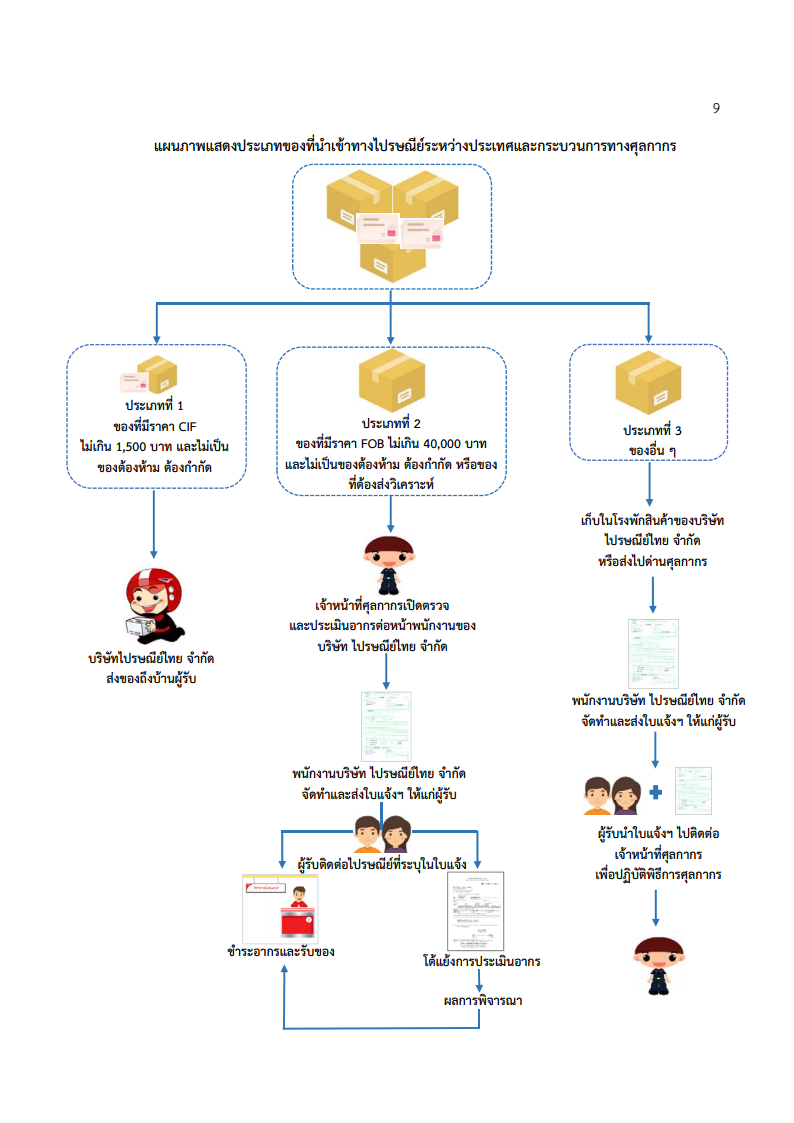 9
แผนภาพแสดงประเภทของที่นำเข้าทางไปรษณีย์ระหว่างประเทศและกระบวนการทางศุลกากร
ประเภทที่ 1
ของที่มีราคา CIF
ไม่เกิน 1,500 บาท และไม่เป็น
ของต้องห้าม ต้องกำกัด
บริษัทไปรษณีย์ไทย จำกัด
ส่งของถึงบ้านผู้รับ
ประเภทที่ 2
ของที่มีราคา FOB ไม่เกิน 40,000 บาท
และไม่เป็นของต้องห้าม ต้องกำกัด หรือของ
ที่ต้องส่งวิเคราะห์
เจ้าหน้าที่ศุลกากรเปิดตรวจ
และประเมินอากรต่อหน้าพนักงานของ
บริษัท ไปรษณีย์ไทย จำกัด
พนักงานบริษัท ไปรษณีย์ไทย จำกัด
จัดทำและส่งใบแจ้งฯ ให้แก่ผู้รับ
ผู้รับติดต่อไปรษณีย์ที่ระบุในใบแจ้ง
ชำระอากรและรับของ
โต้แย้งการประเมินอากร
ผลการพิจารณา
ประเภทที่ 3
ของอื่น ๆ
เก็บในโรงพักสินค้าของบริษัท
ไปรษณีย์ไทย จำกัด
หรือส่งไปด่านศุลกากร
พนักงานบริษัท ไปรษณีย์ไทย จำกัด
จัดทำและส่งใบแจ้งฯ ให้แก่ผู้รับ
ผู้รับนำใบแจ้งฯ ไปติดต่อ
เจ้าหน้าที่ศุลกากร
เพื่อปฏิบัติพิธีการศุลกากร